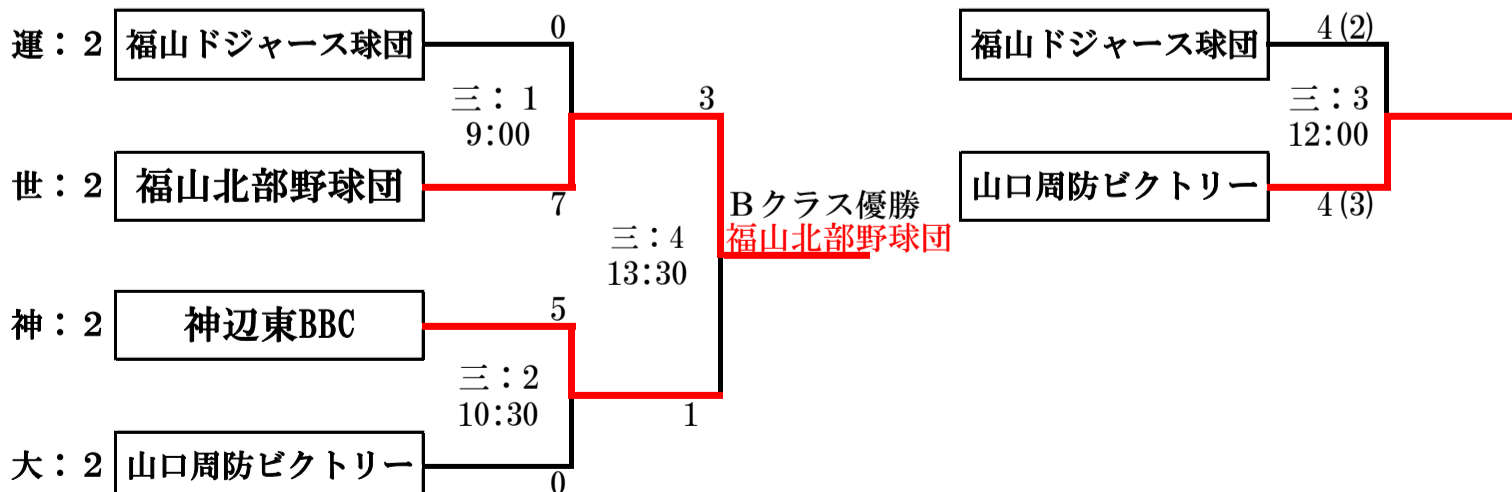 運：２
福山ドジャース球団
0
三：1
9:00
世：２
福山北部野球団
7
3
Ｂクラス優勝
福山北部野球団
三：4
13:30
神：２
神辺東BBC
5
三：2
10:30
1
大：２
山口周防ビクトリー
0
福山ドジャース球団
4(2)
三：3
12:00
山口周防ビクトリー
4(3)